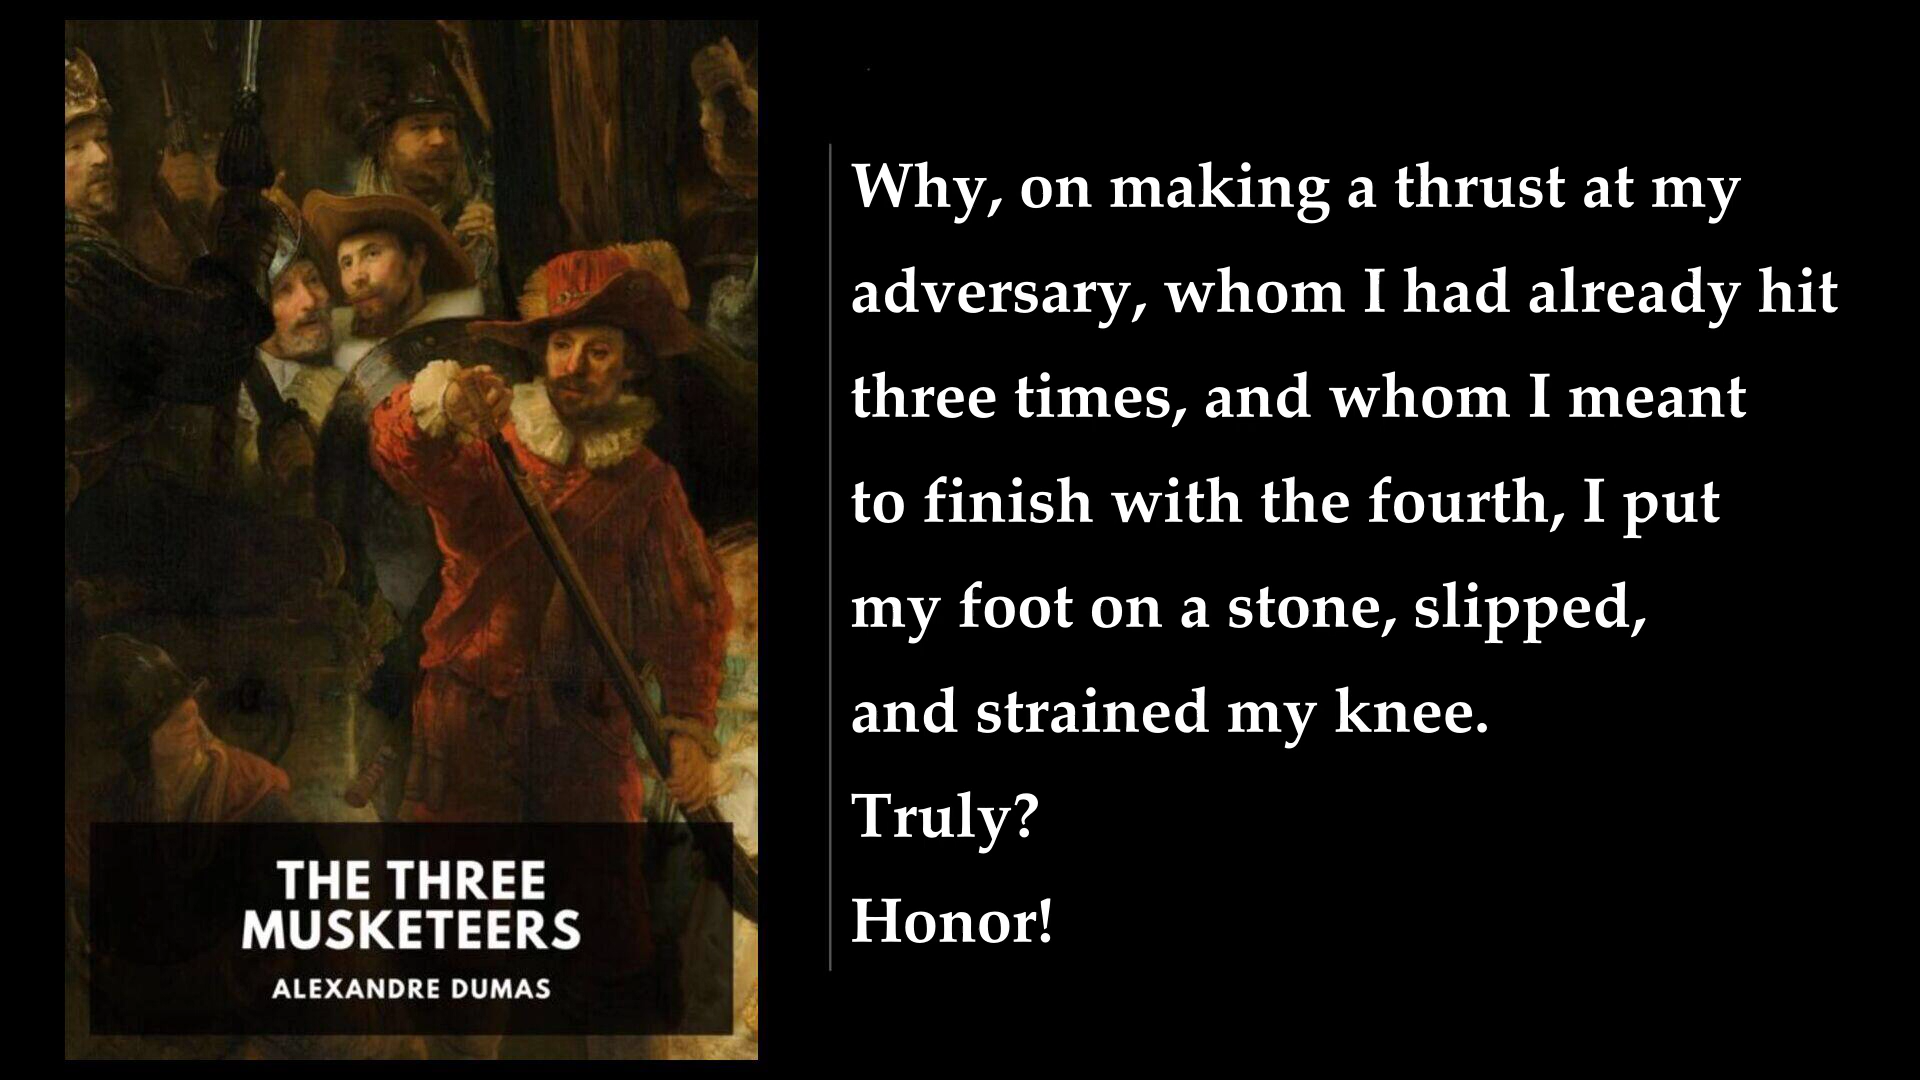 THE THREE
MUSKETEERS
ALEXANDRE DUMAS
Why, on making a thrust at my
adversary, whom I had already hit
three times, and whom I meant
to finish with the fourth, I put
my foot on a stone, slipped,
and strained my knee.
Truly?
Honor!